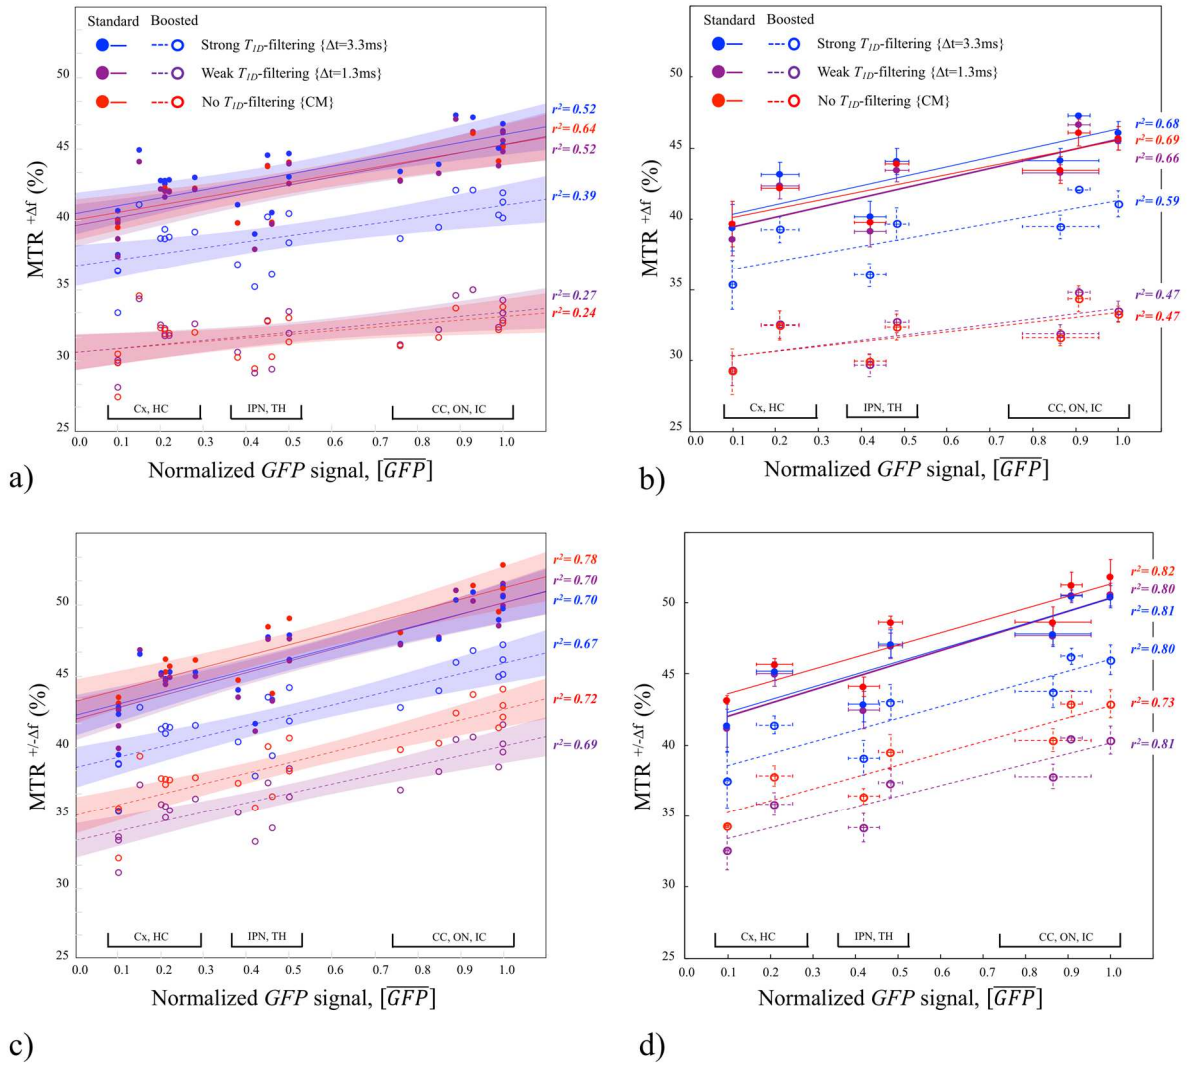 Standard Boosted
Strong T1D-filtering {Δt=3.3ms}
Weak T1D-filtering {Δt=1.3ms}
No T1D-filtering {CM}
50
45
40
35
30
25
MTR +Δf (%)
r²=0.52
r²=0.64
r²=0.52
r²=0.39
r²=0.27
r²=0.24
Cx, HC IPN, TH CC, ON, IC
0.0 0.1 0.2 0.3 0.4 0.5 0.6 0.7 0.8 0.9 1.0
Normalized GFP signal, [GFP]
a)
Standard Boosted
Strong T1D-filtering {Δt=3.3ms}
Weak T1D-filtering {Δt=1.3ms}
No T1D-filtering {CM}
50
45
40
35
30
25
MTR +Δf (%)
r²=0.68
r²=0.69
r²=0.66
r²=0.59
r²=0.47
r²=0.47
Cx, HC IPN, TH CC, ON, IC
0.0 0.1 0.2 0.3 0.4 0.5 0.6 0.7 0.8 0.9 1.0
Normalized GFP signal, [GFP]
b)
50
45
40
35
30
25
MTR +/-Δf (%)
r²=0.78
r²=0.70
r²=0.70
r²=0.67
r²=0.72
r²=0.69
Cx, HC IPN, TH CC, ON, IC
0.0 0.1 0.2 0.3 0.4 0.5 0.6 0.7 0.8 0.9 1.0
Normalized GFP signal, [GFP]
c)
50
45
40
35
30
25
MTR +/-Δf (%)
r²=0.82
r²=0.80
r²=0.81
r²=0.80
r²=0.73
r²=0.81
Cx, HC IPN, TH CC, ON, IC
0.0 0.1 0.2 0.3 0.4 0.5 0.6 0.7 0.8 0.9 1.0
Normalized GFP signal, [GFP]
d)